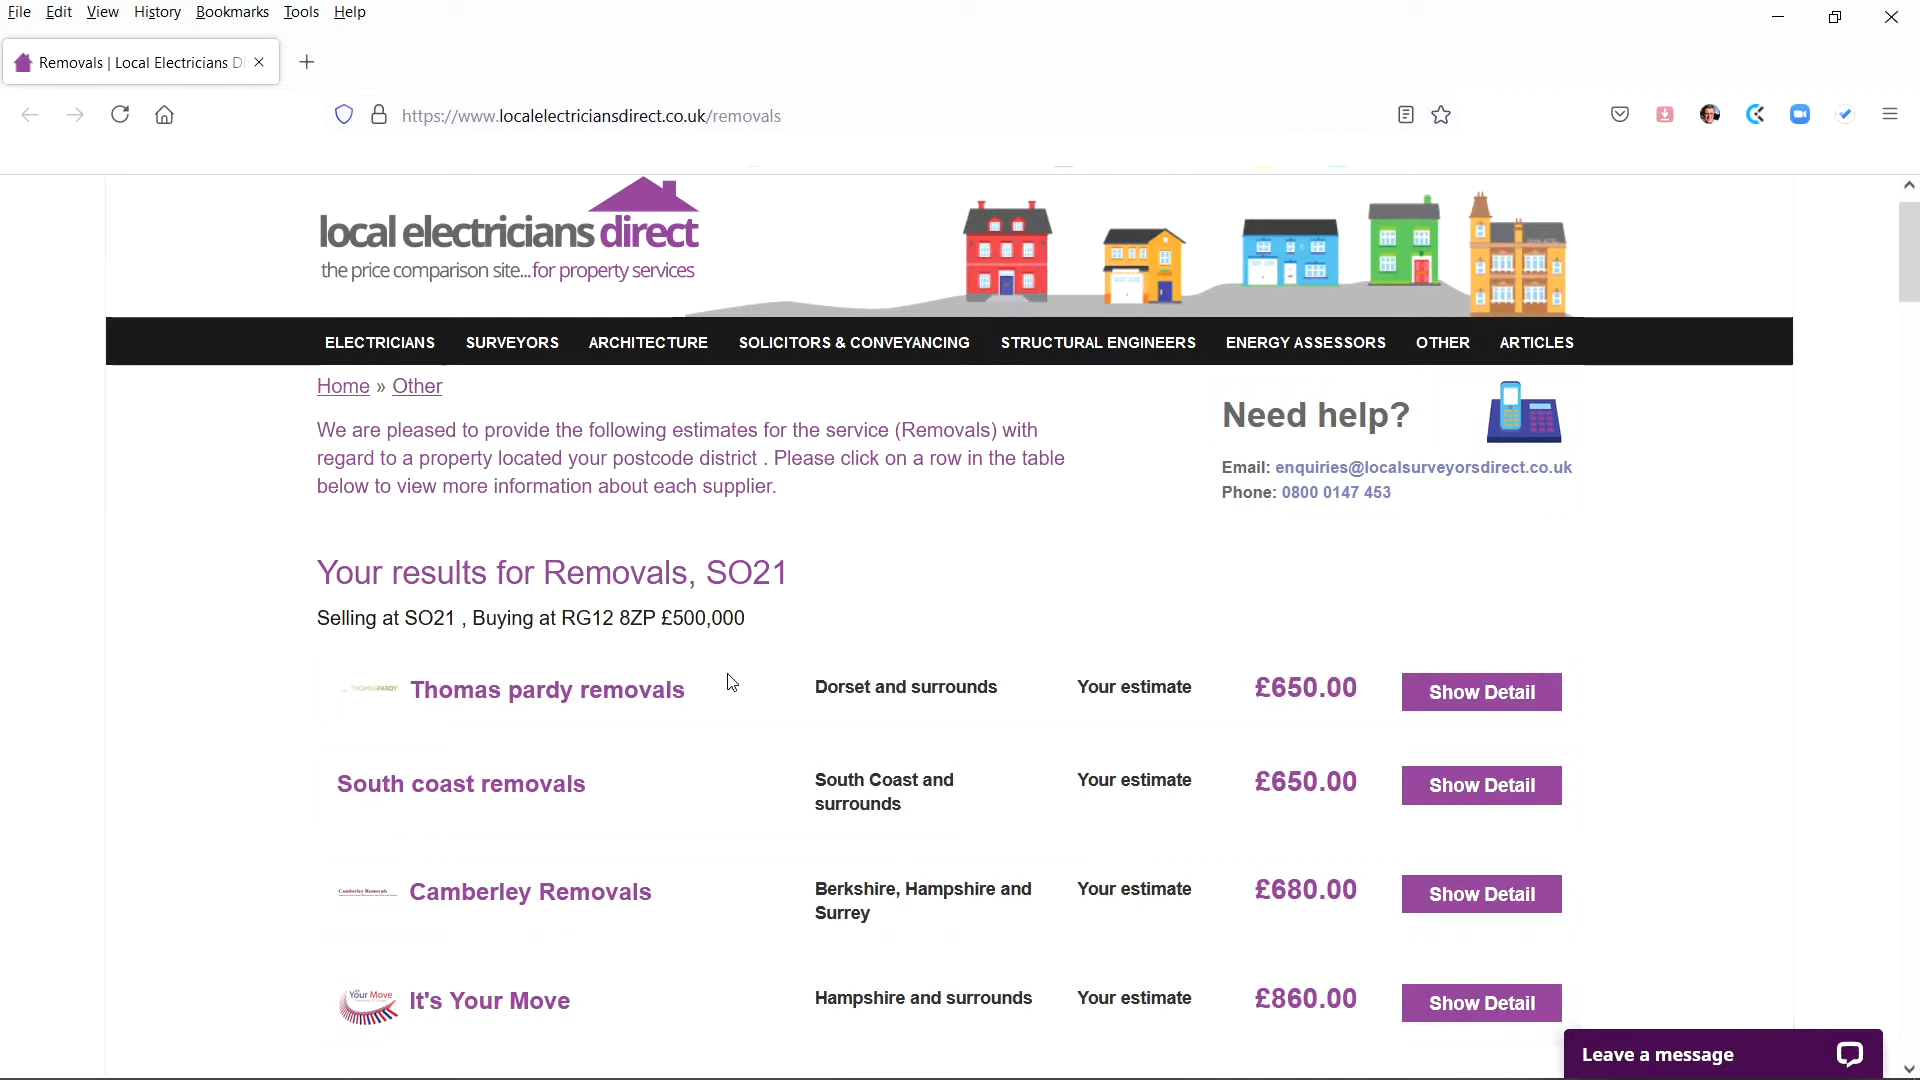 File Edit View History Bookmarks Tools Help
Removals | Local Electricians Di
https://www.localelectriciansdirect.co.uk/removals
local electricians direct
the price comparison site...for property services
ELECTRICIANS SURVEYORS ARCHITECTURE SOLICITORS & CONVEYANCING STRUCTURAL ENGINEERS ENERGY ASSESSORS OTHER ARTICLES
Home » Other
We are pleased to provide the following estimates for the service (Removals) with
regard to a property located your postcode district . Please click on a row in the table
below to view more information about each supplier.
Need help?
Email: enquiries@localsurveyorsdirect.co.uk
Phone: 0800 0147 453
Your results for Removals, SO21
Selling at SO21 , Buying at RG12 8ZP £500,000
THOMASPARDY Thomas pardy removals Dorset and surrounds Your estimate £650.00 Show Detail
South coast removals South Coast and Your estimate £650.00 Show Detail
surrounds
Camberley Removals Camberley Removals Berkshire, Hampshire and Your estimate £680.00 Show Detail
Surrey
Your Move It's Your Move Hampshire and surrounds Your estimate £860.00 Show Detail
Leave a message